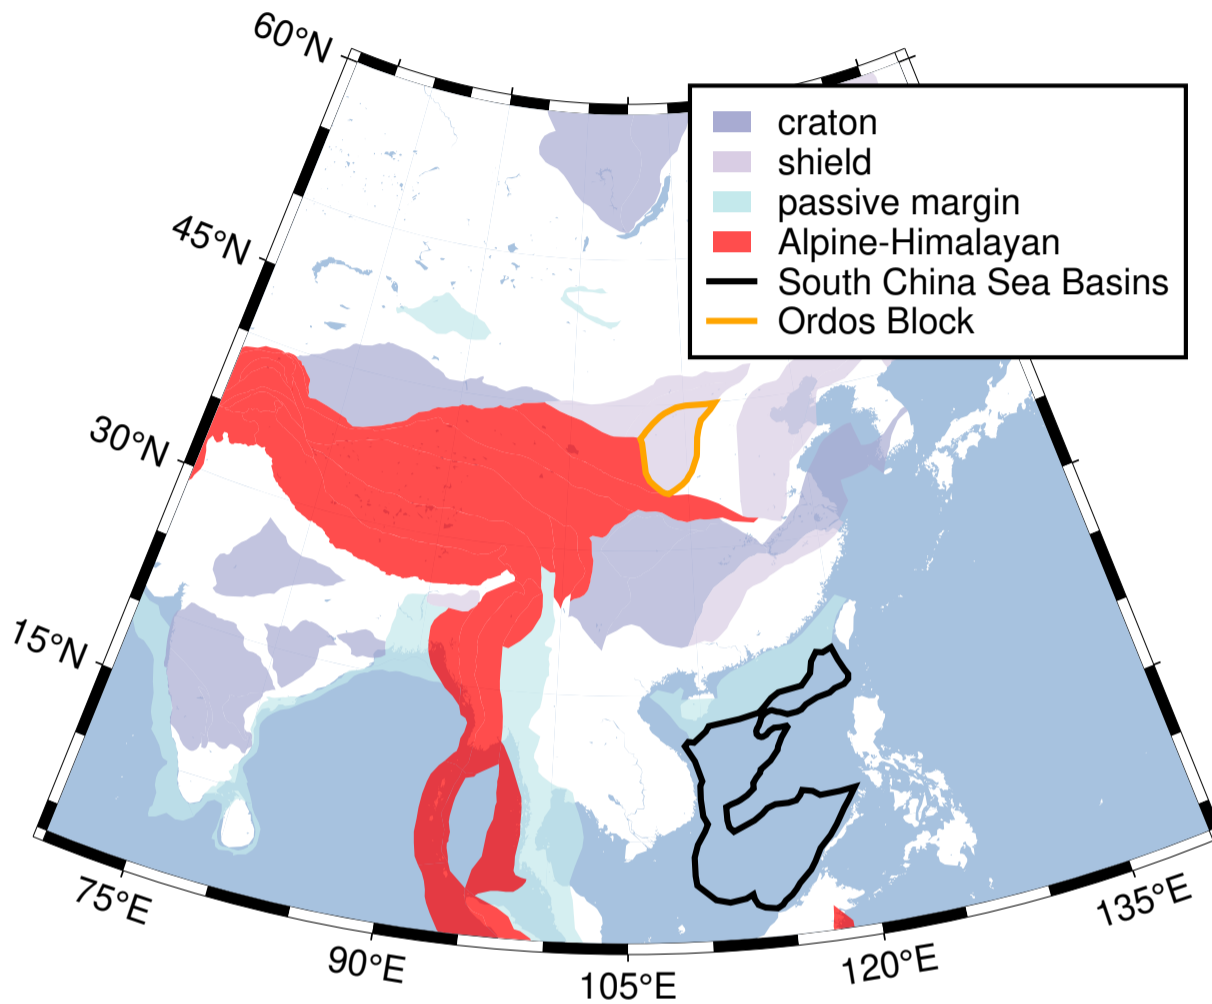 60°N
45°N
30°N
15°N
craton
shield
passive margin
Alpine-Himalayan
South China Sea Basins
Ordos Block
75°E
90°E
105°E
120°E
135°E